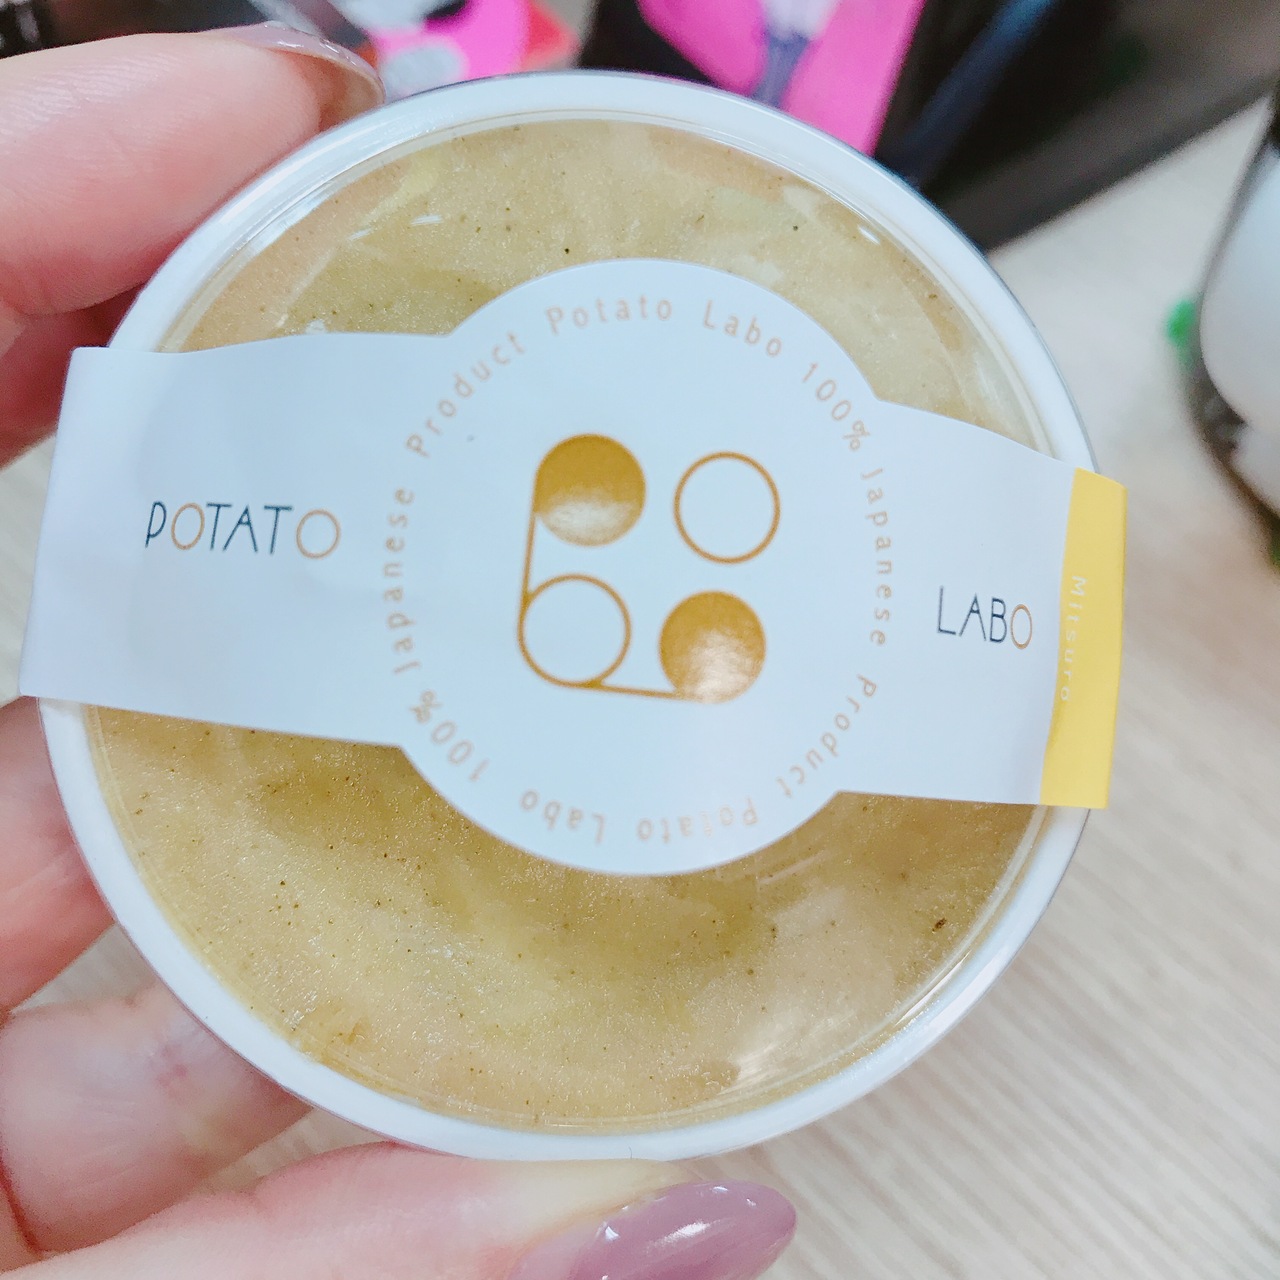 POTATO
LABO
Mitsuro
Potato Labo 100% Japanese Product Potato Labo 100% Japanese Product